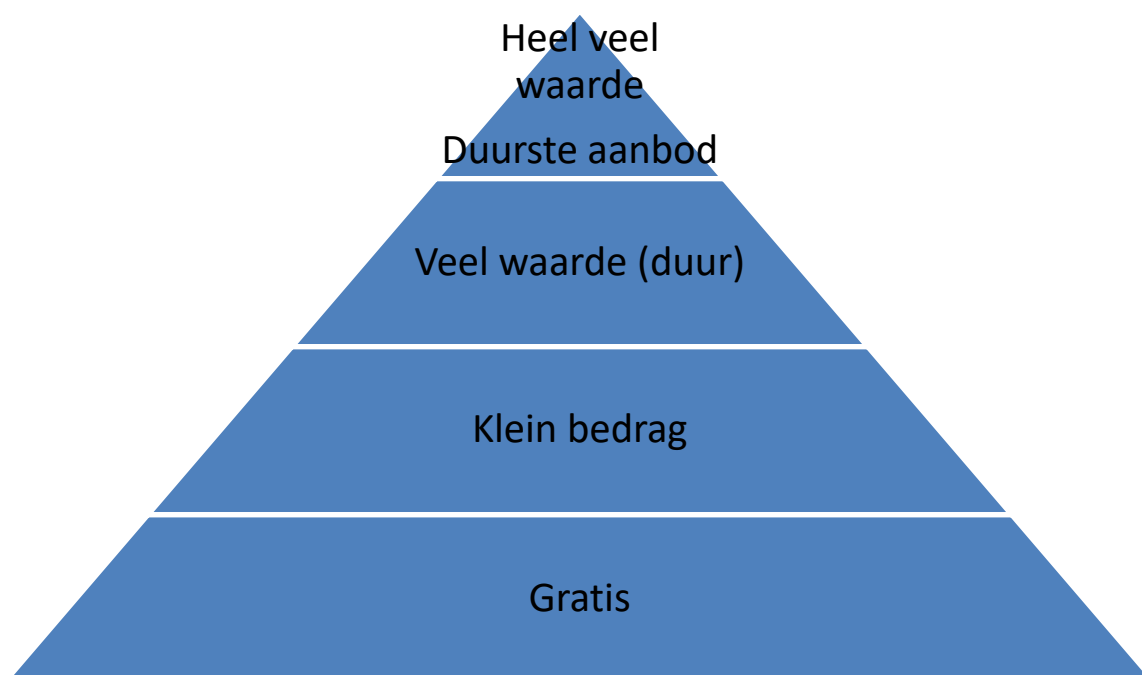 Heel veel
waarde
Duurste aanbod
Veel waarde (duur)
Klein bedrag
Gratis